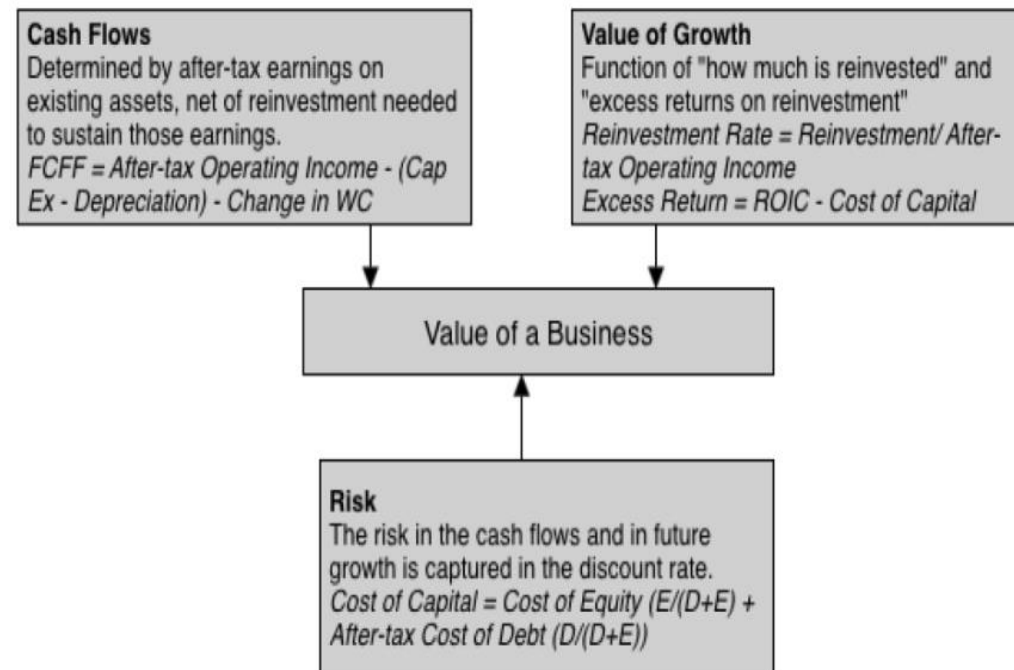 Cash Flows
Determined by after-tax earnings on
existing assets, net of reinvestment needed
to sustain those earnings.
FCFF = After-tax Operating Income - (Cap
Ex - Depreciation) - Change in WC
Value of Growth
Function of "how much is reinvested" and
"excess returns on reinvestment"
Reinvestment Rate = Reinvestment/ After-
tax Operating Income
Excess Return = ROIC - Cost of Capital
Value of a Business
Risk
The risk in the cash flows and in future
growth is captured in the discount rate.
Cost of Capital = Cost of Equity (E/(D+E) +
After-tax Cost of Debt (D/(D+E))